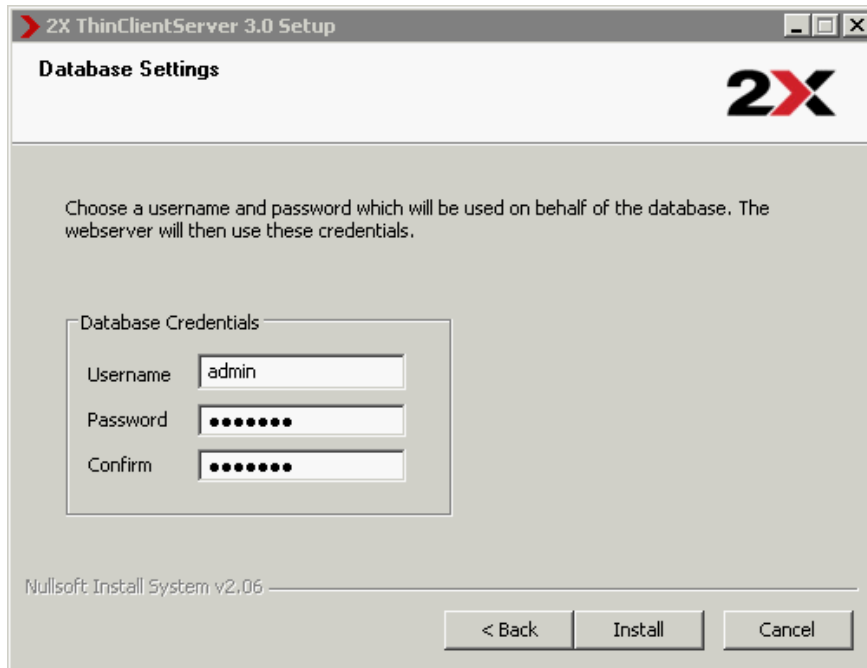 2X ThinClientServer 3.0 Setup
Database Settings
2X
Choose a username and password which will be used on behalf of the database. The
webserver will then use these credentials.
Database Credentials
Username admin
Password ●●●●●●●
Confirm ●●●●●●●
Nullsoft Install System v2.06
< Back Install Cancel